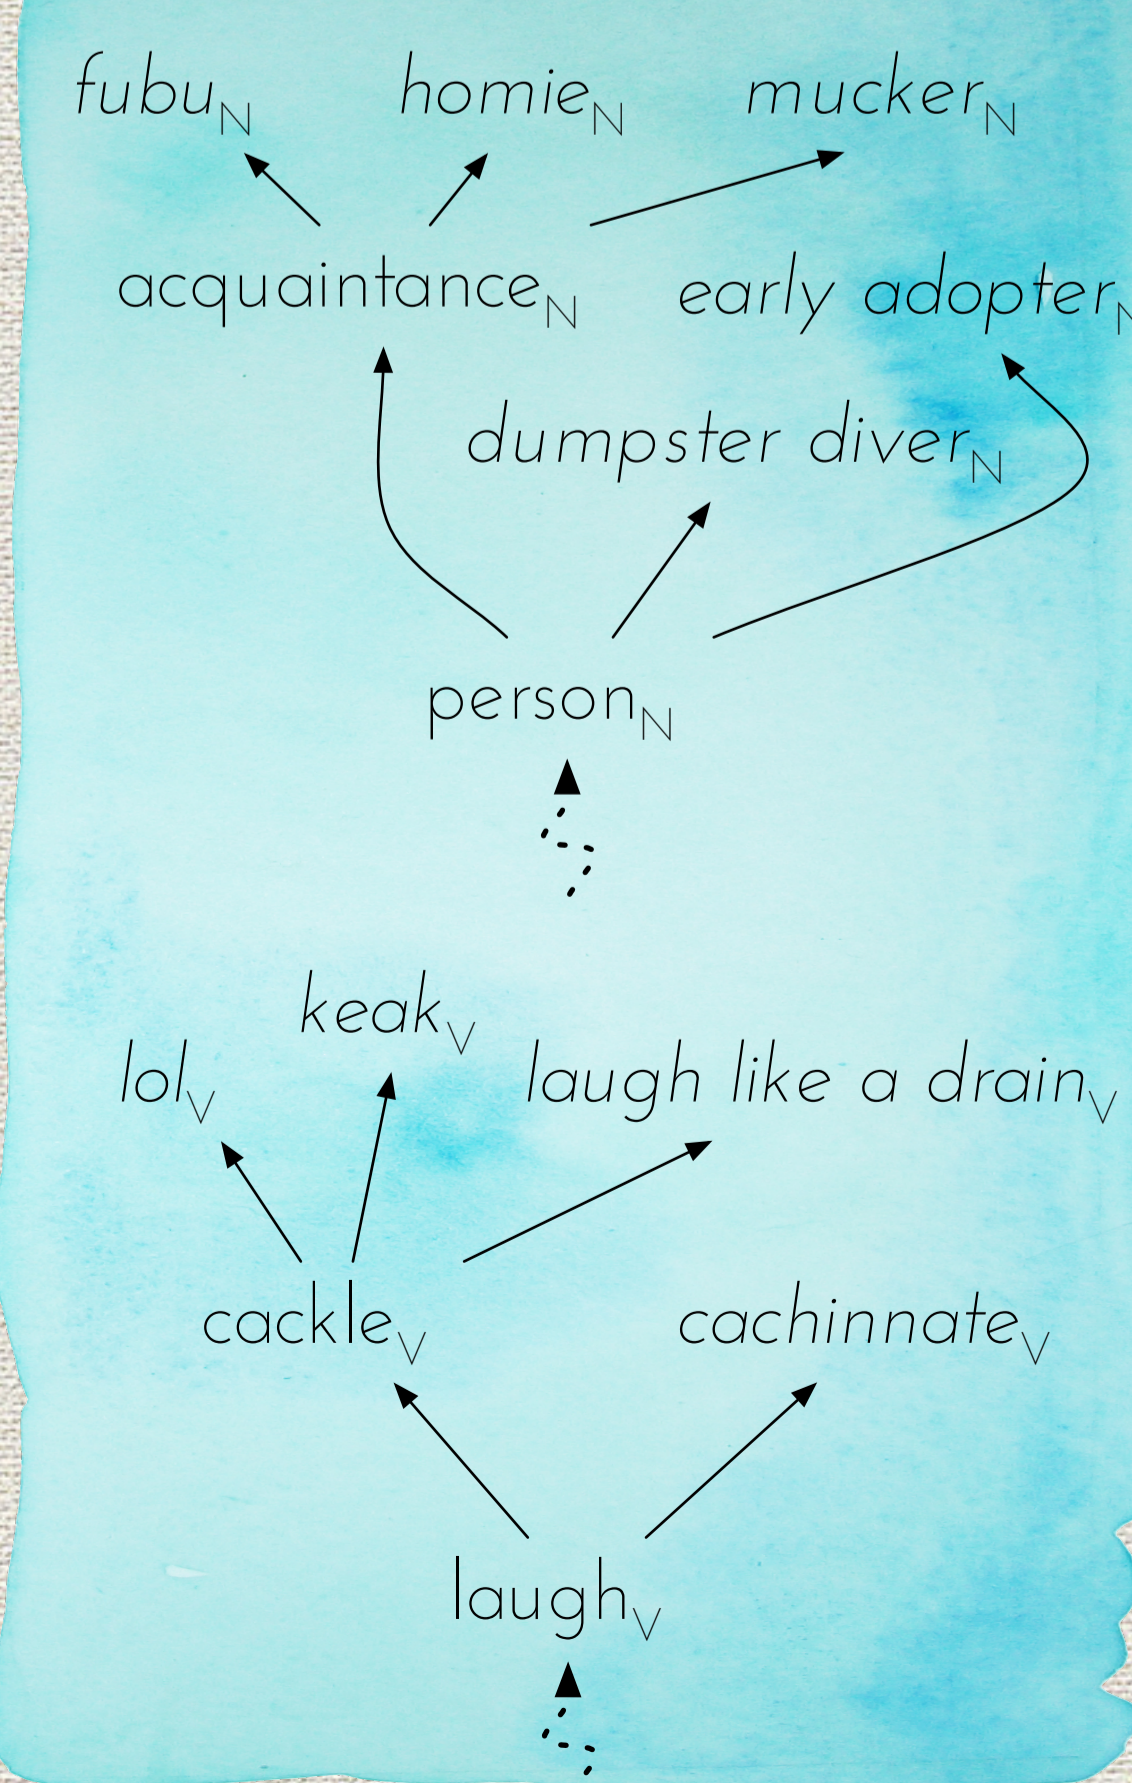 fubuN homieN muckerN
acquaintanceN early adopterN
dumpster diverN
personN
keakV
lolV laugh like a drainV
cackleV cachinnateV
laughV